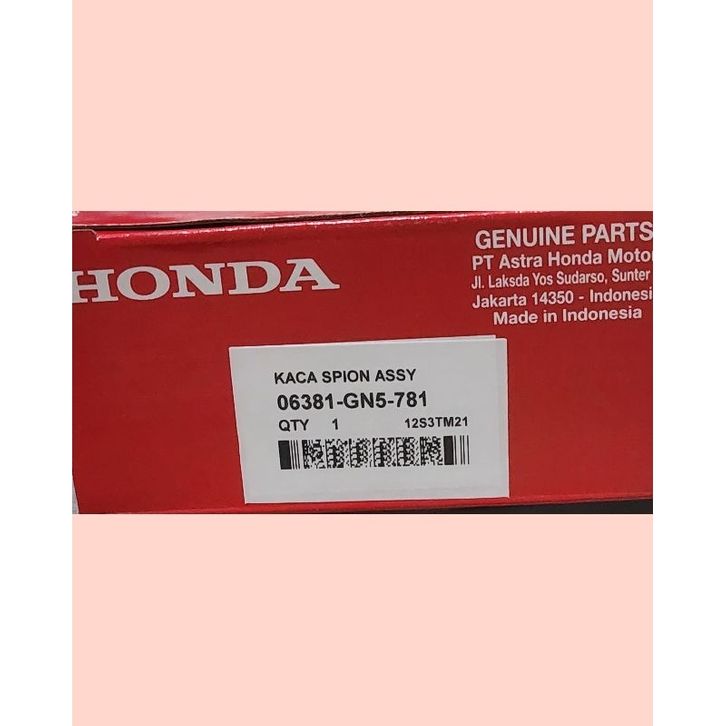 HONDA
GENUINE PARTS
PT Astra Honda Motor
Jl. Laksda Yos Sudarso, Sunter
Jakarta 14350 - Indonesi
Made in Indonesia
KACA SPION ASSY
06381-GN5-781
QTY 1 12S3TM21